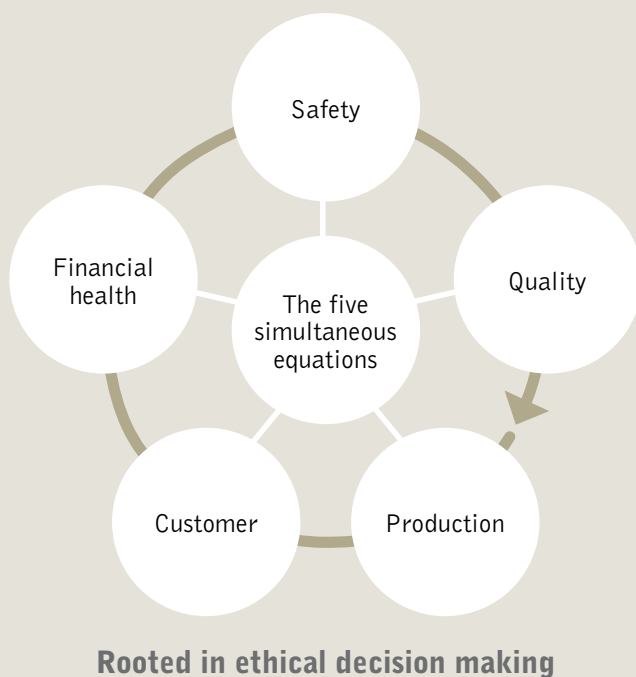 Safety
Financial
health
Quality
The five
simultaneous
equations
Customer
Production
Rooted in ethical decision making